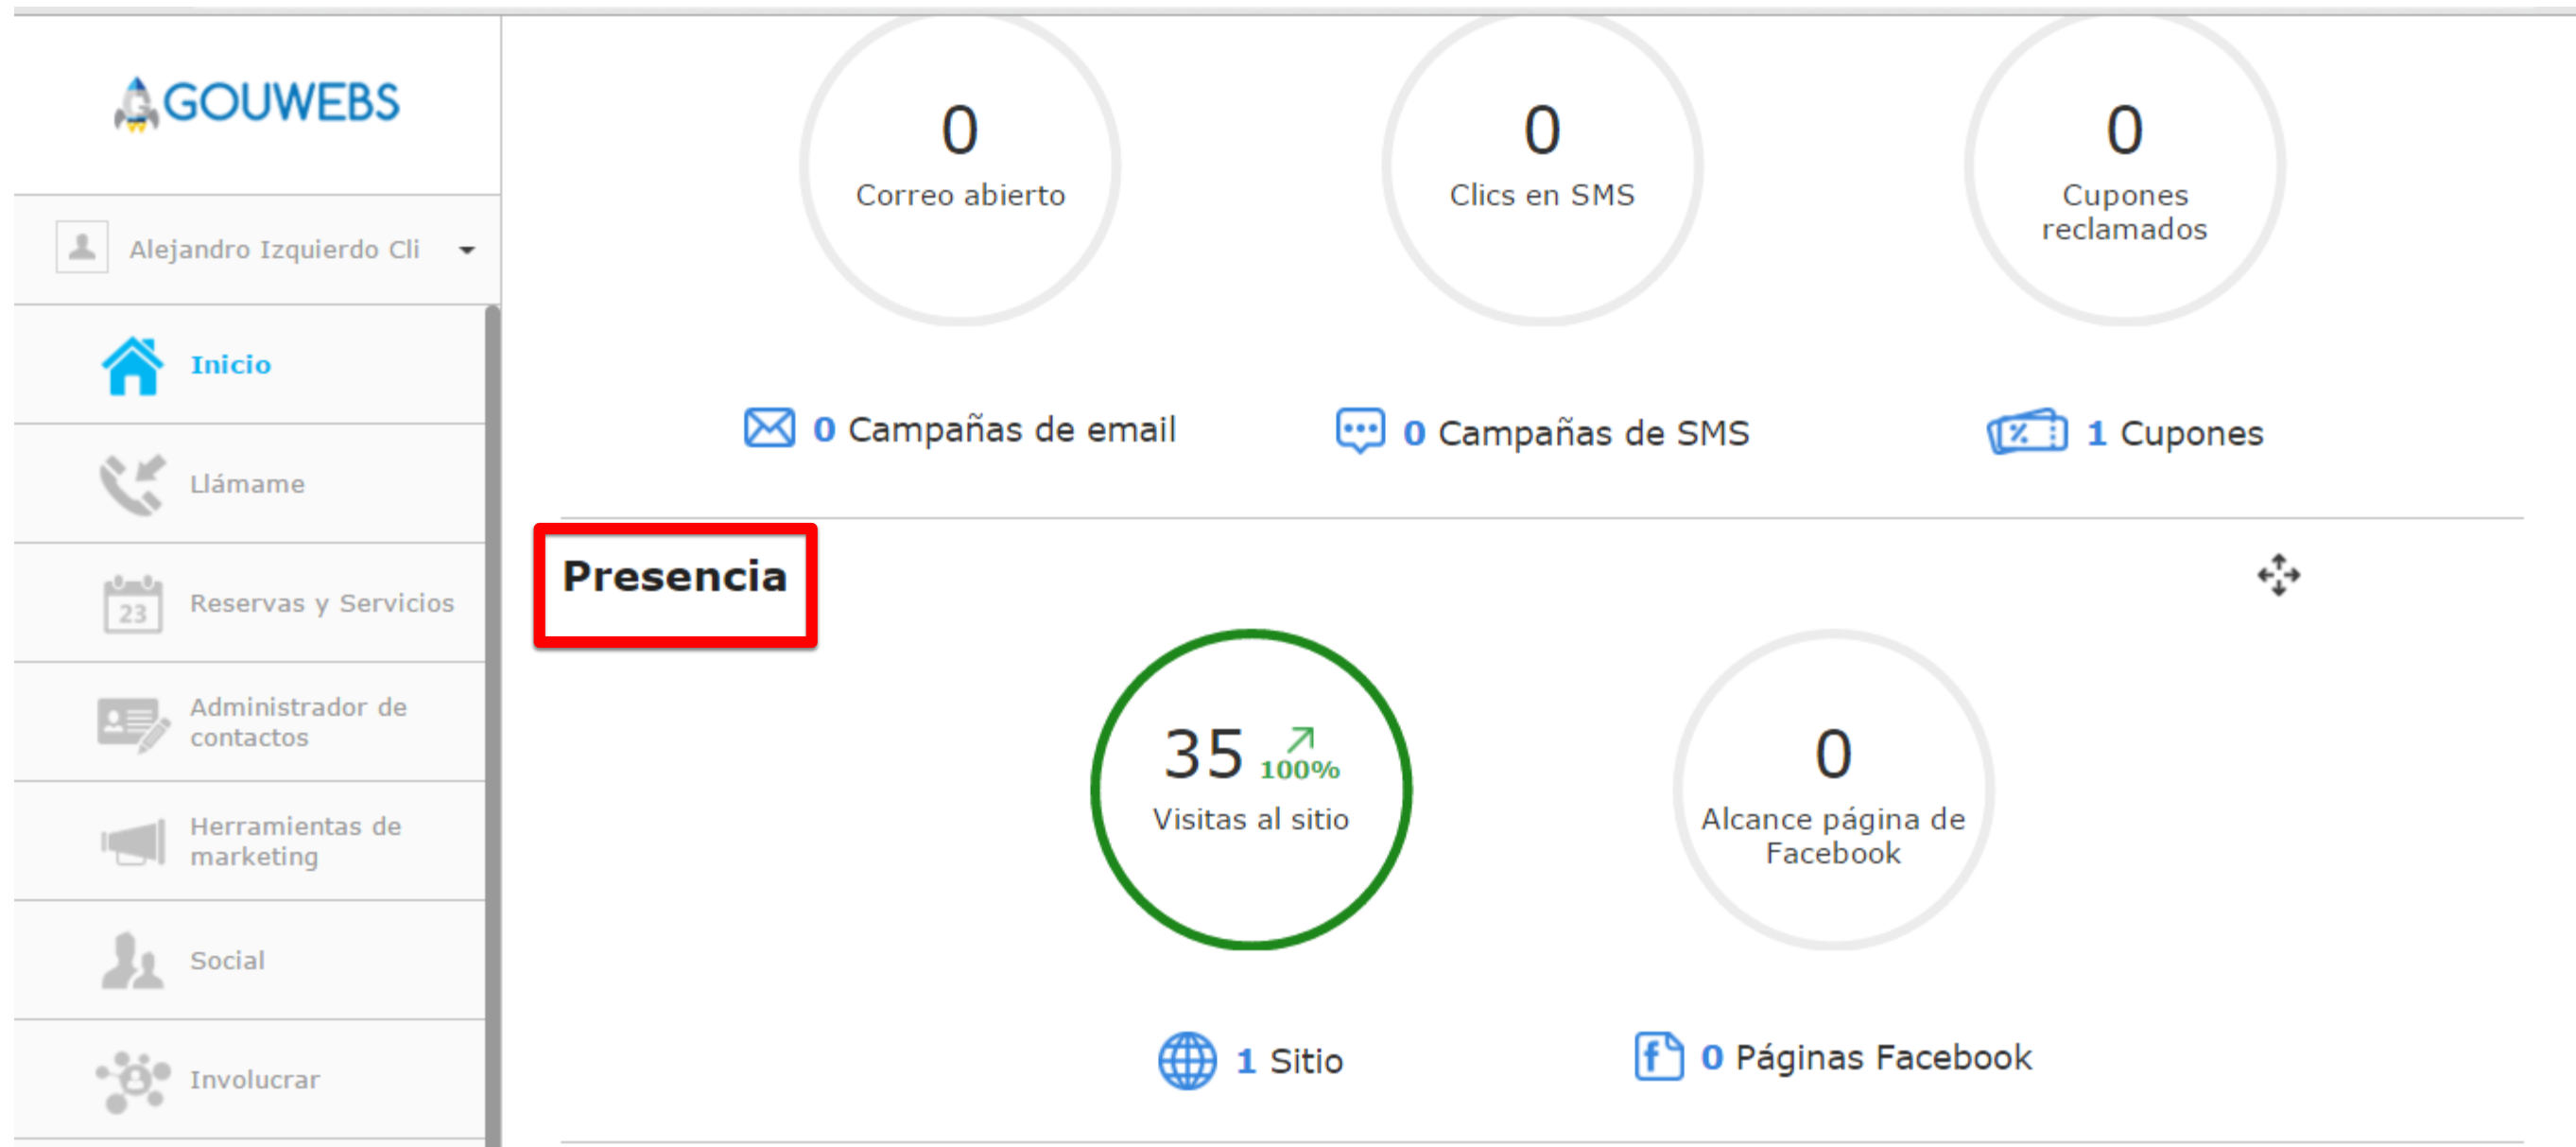 GOUWEBS
Alejandro Izquierdo Cli
Inicio
Llámame
23
Reservas y Servicios
Administrador de
contactos
Herramientas de
marketing
Social
Involucrar
0
Correo abierto
0
Clics en SMS
0
Cupones
reclamados
0 Campañas de email
0 Campañas de SMS
1 Cupones
Presencia
35 100%
Visitas al sitio
0
Alcance página de
Facebook
1 Sitio
0 Páginas Facebook